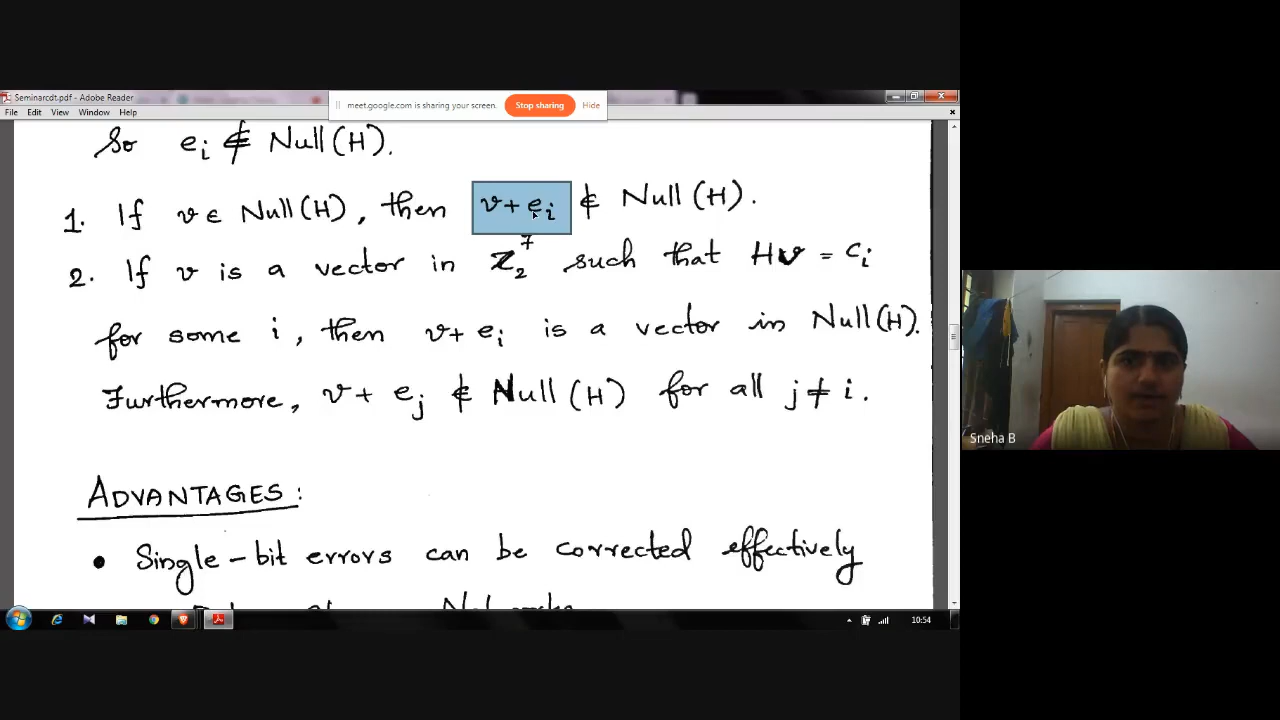 Seminarcdt.pdf - Adobe Reader
meet.google.com is sharing your screen. Stop sharing Hide
File Edit View Window Help
So eᵢ ∉ Null(H).
1. If v ∈ Null(H), then v + eᵢ ∉ Null(H).
2. If v is a vector in ℤ₂⁷ such that Hv = cᵢ
for some i, then v + eᵢ is a vector in Null(H).
Furthermore, v + eⱼ ∉ Null(H) for all j ≠ i.
ADVANTAGES:
• Single-bit errors can be corrected effectively
Sneha B
10:54